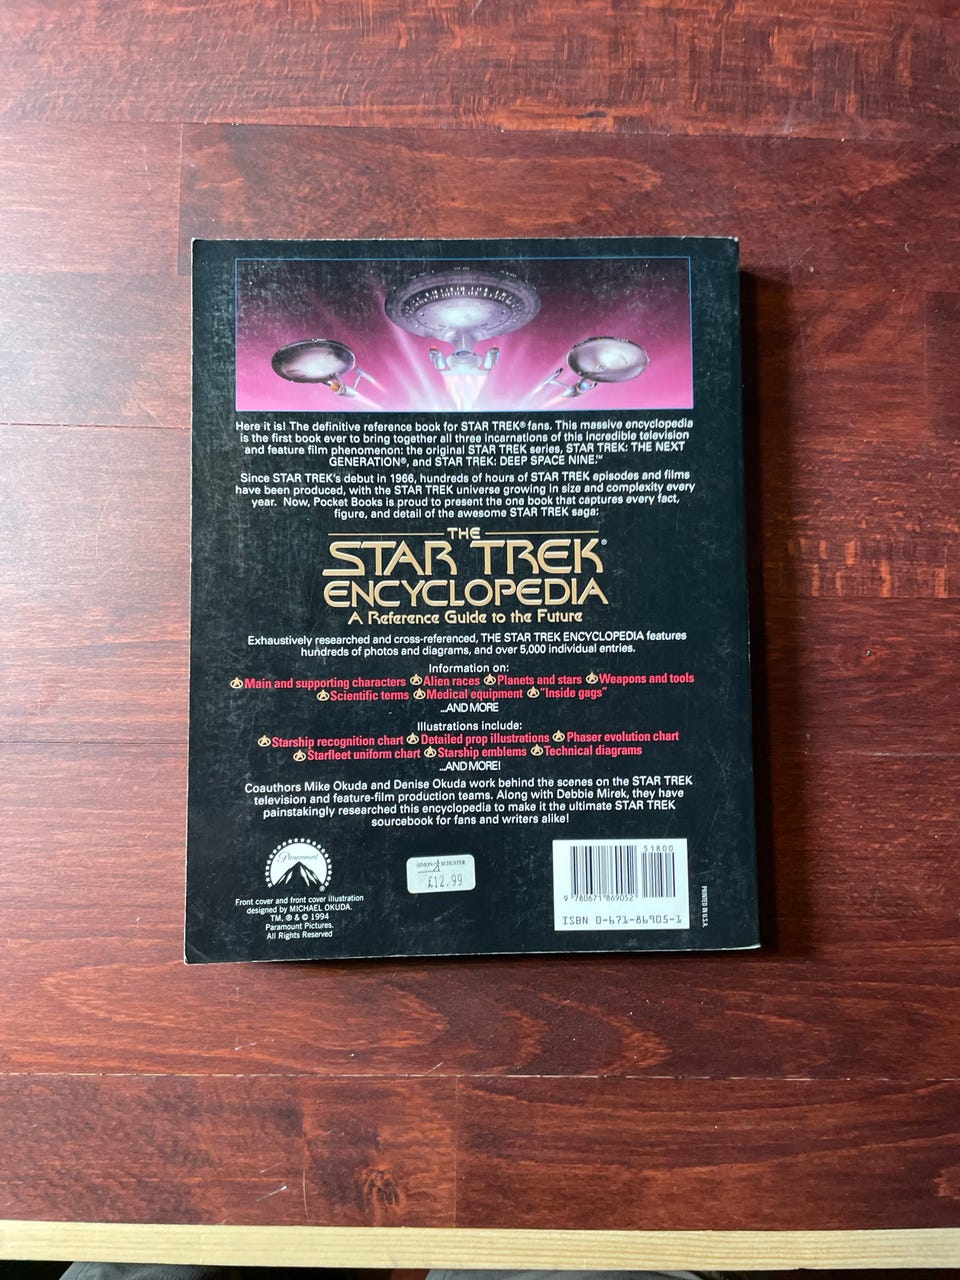 Here it is! The definitive reference book for STAR TREK® fans. This massive encyclopedia
is the first book ever to bring together all three incarnations of this incredible television
and feature film phenomenon: the original STAR TREK series, STAR TREK: THE NEXT
GENERATION®, and STAR TREK: DEEP SPACE NINE.™
Since STAR TREK's debut in 1966, hundreds of hours of STAR TREK episodes and films
have been produced, with the STAR TREK universe growing in size and complexity every
year. Now, Pocket Books is proud to present the one book that captures every fact,
figure, and detail of the awesome STAR TREK saga:
THE
STAR TREK®
ENCYCLOPEDIA
A Reference Guide to the Future
Exhaustively researched and cross-referenced, THE STAR TREK ENCYCLOPEDIA features
hundreds of photos and diagrams, and over 5,000 individual entries.
Information on:
Main and supporting characters Alien races Planets and stars Weapons and tools
Scientific terms Medical equipment "Inside gags"
...AND MORE
Illustrations include:
Starship recognition chart Detailed prop illustrations Phaser evolution chart
Starfleet uniform chart Starship emblems Technical diagrams
...AND MORE!
Coauthors Mike Okuda and Denise Okuda work behind the scenes on the STAR TREK
television and feature-film production teams. Along with Debbie Mirek, they have
painstakingly researched this encyclopedia to make it the ultimate STAR TREK
sourcebook for fans and writers alike!
Paramount
Front cover and front cover illustration
designed by MICHAEL OKUDA.
TM, ® & © 1994
Paramount Pictures.
All Rights Reserved
SIMON & SCHUSTER
£12.99
51800
9 780671 869052
ISBN 0-671-86905-1
PRINTED IN U.S.A.